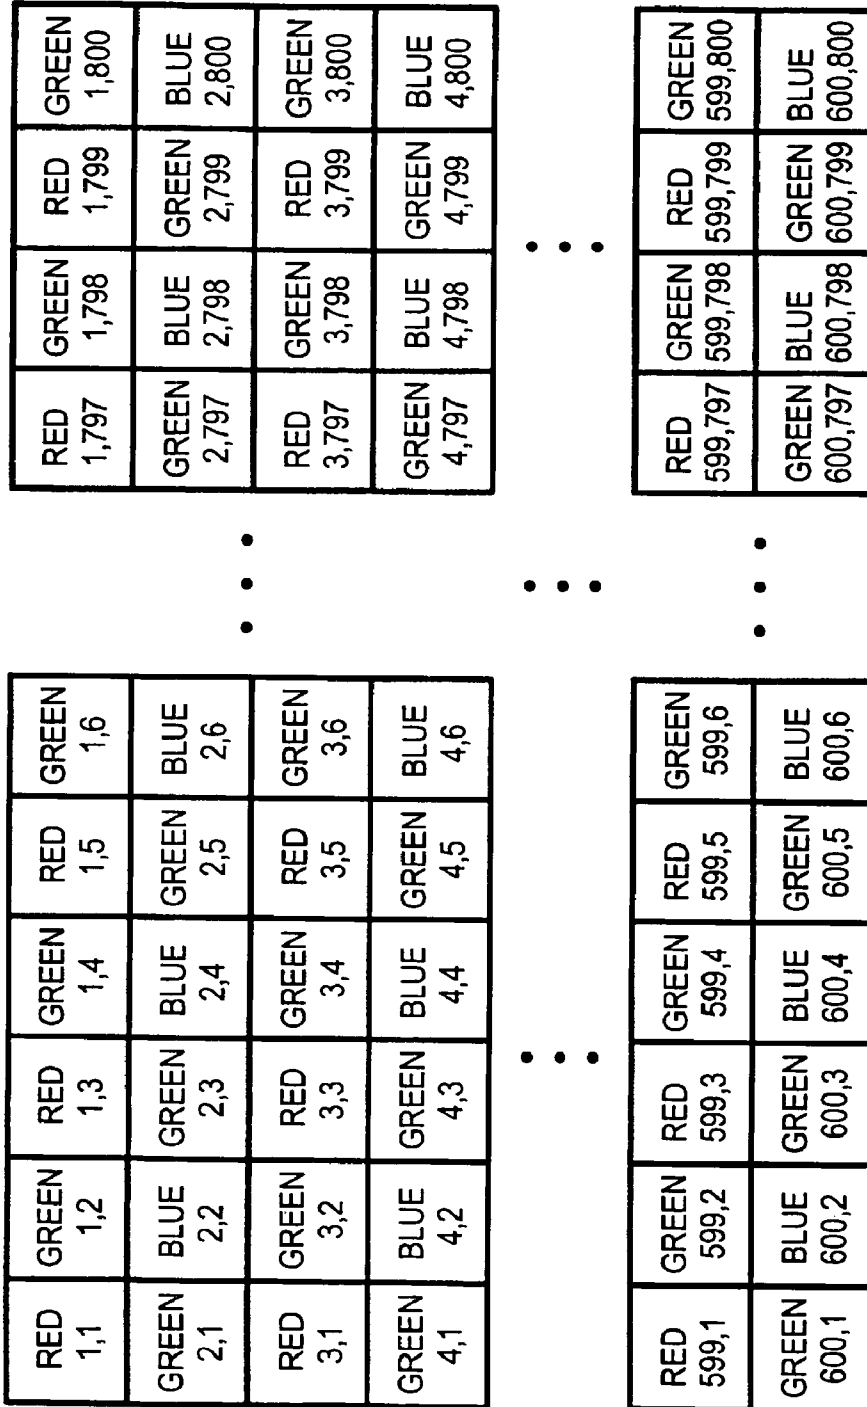 RED
1,1
GREEN
1,2
RED
1,3
GREEN
1,4
RED
1,5
GREEN
1,6
RED
1,797
GREEN
1,798
RED
1,799
GREEN
1,800
GREEN
2,1
BLUE
2,2
GREEN
2,3
BLUE
2,4
GREEN
2,5
BLUE
2,6
GREEN
2,797
BLUE
2,798
GREEN
2,799
BLUE
2,800
RED
3,1
GREEN
3,2
RED
3,3
GREEN
3,4
RED
3,5
GREEN
3,6
RED
3,797
GREEN
3,798
RED
3,799
GREEN
3,800
GREEN
4,1
BLUE
4,2
GREEN
4,3
BLUE
4,4
GREEN
4,5
BLUE
4,6
GREEN
4,797
BLUE
4,798
GREEN
4,799
BLUE
4,800
RED
599,1
GREEN
599,2
RED
599,3
GREEN
599,4
RED
599,5
GREEN
599,6
RED
599,797
GREEN
599,798
RED
599,799
GREEN
599,800
GREEN
600,1
BLUE
600,2
GREEN
600,3
BLUE
600,4
GREEN
600,5
BLUE
600,6
GREEN
600,797
BLUE
600,798
GREEN
600,799
BLUE
600,800